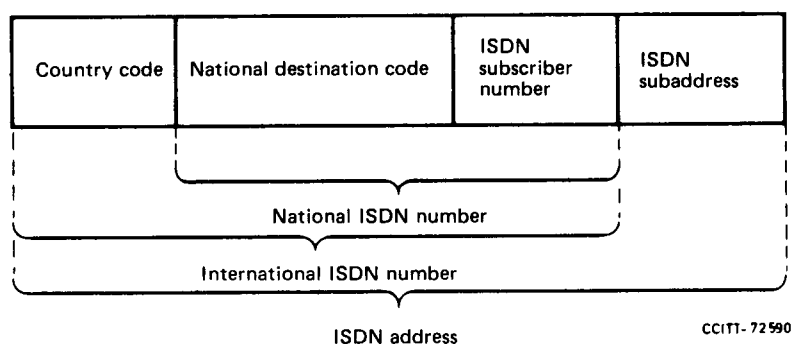 Country code
National destination code
ISDN
subscriber
number
ISDN
subaddress
National ISDN number
International ISDN number
ISDN address
CCITT-72590